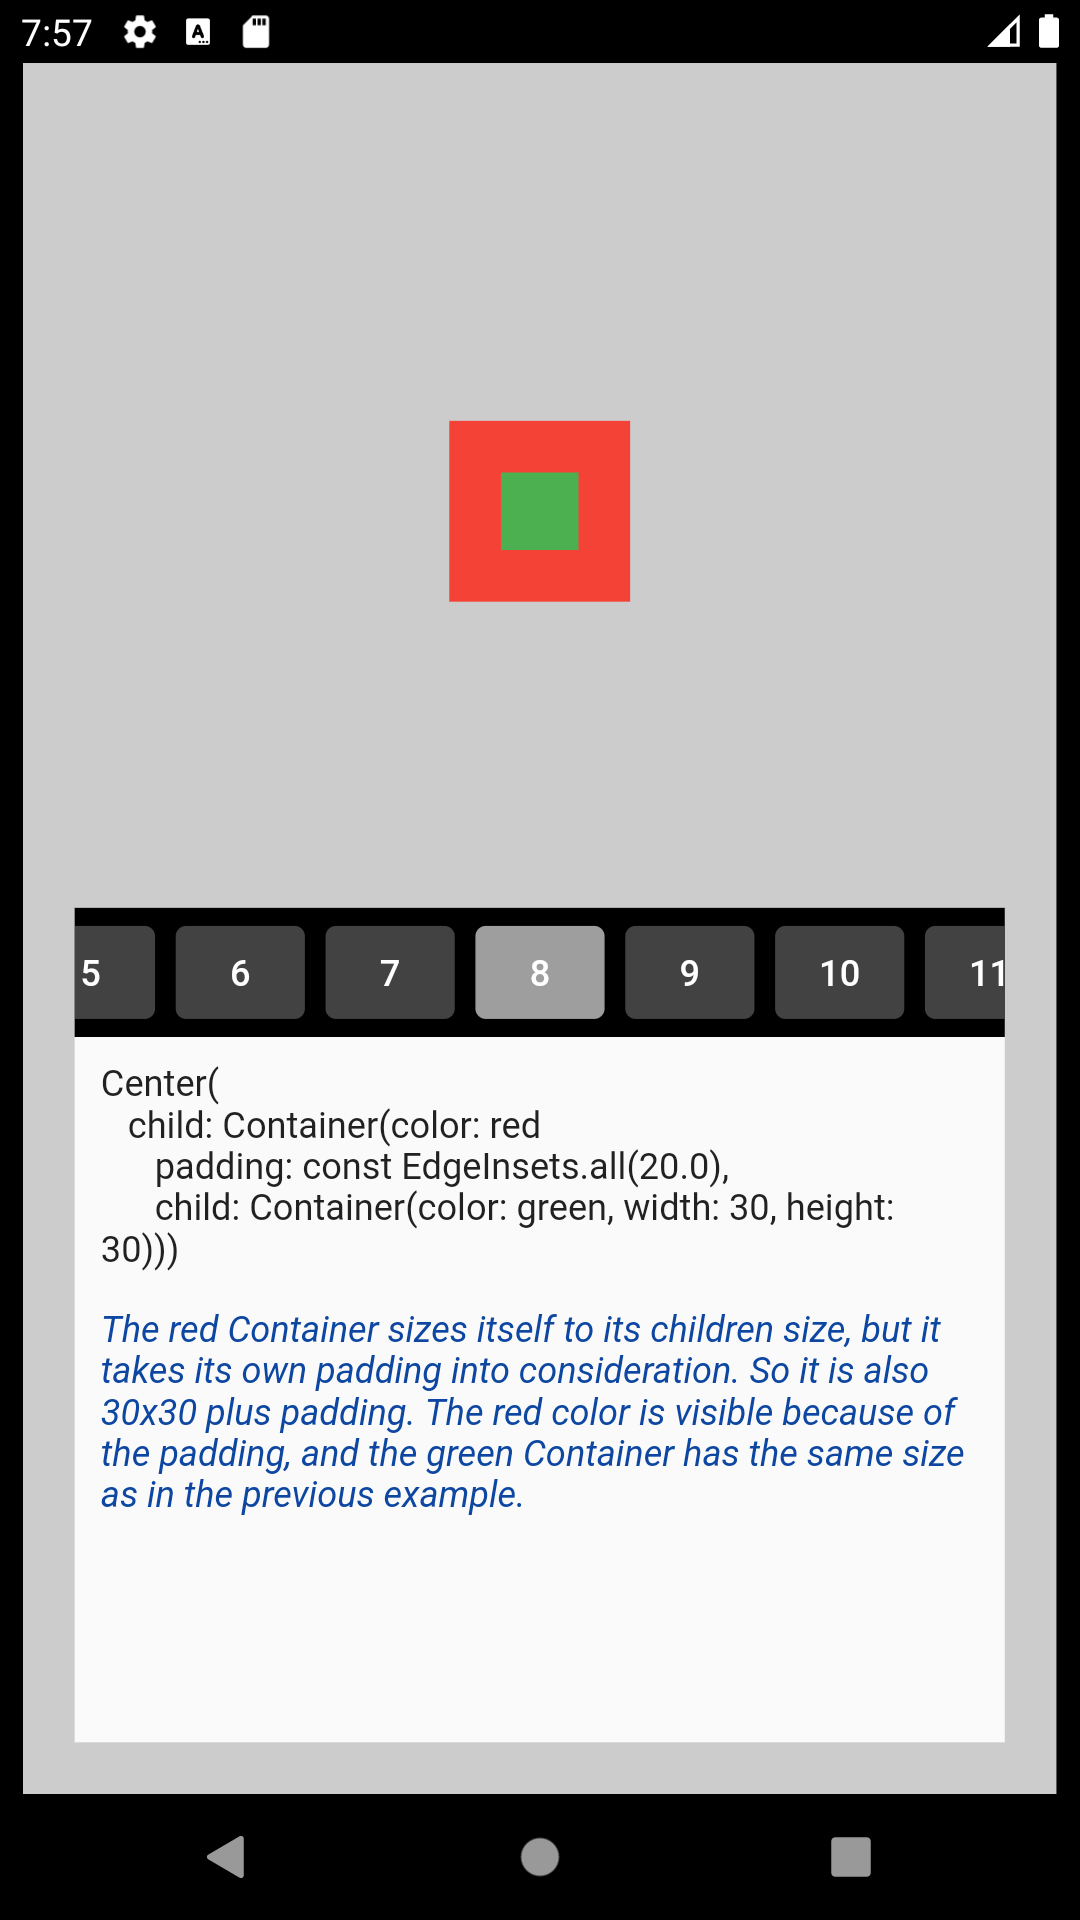 7:57
5 6 7 8 9 10 11
Center(
child: Container(color: red
padding: const EdgeInsets.all(20.0),
child: Container(color: green, width: 30, height:
30)))
The red Container sizes itself to its children size, but it
takes its own padding into consideration. So it is also
30x30 plus padding. The red color is visible because of
the padding, and the green Container has the same size
as in the previous example.